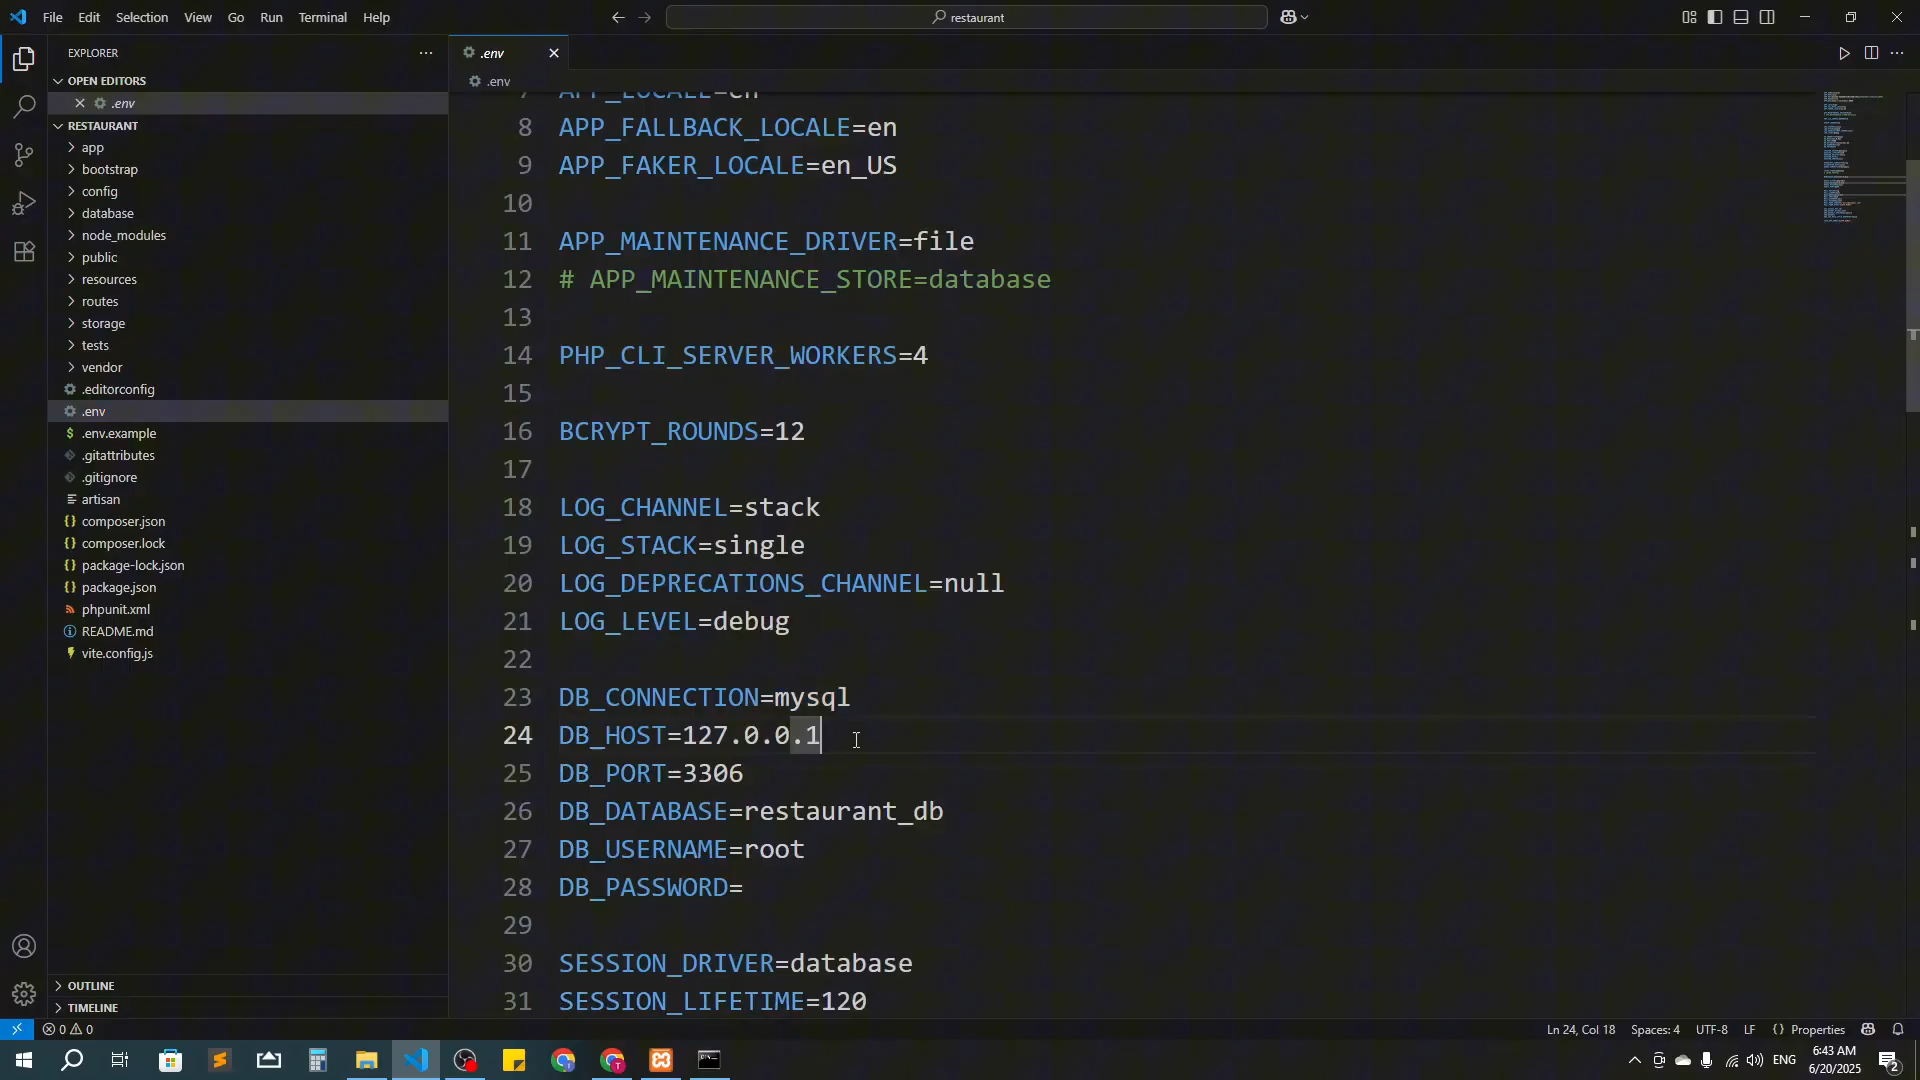 File Edit Selection View Go Run Terminal Help
restaurant
EXPLORER
OPEN EDITORS
.env
RESTAURANT
app
bootstrap
config
database
node_modules
public
resources
routes
storage
tests
vendor
.editorconfig
.env
.env.example
.gitattributes
.gitignore
artisan
composer.json
composer.lock
package-lock.json
package.json
phpunit.xml
README.md
vite.config.js
OUTLINE
TIMELINE
.env
.env
7 APP_LOCALE=en
8 APP_FALLBACK_LOCALE=en
9 APP_FAKER_LOCALE=en_US
10
11 APP_MAINTENANCE_DRIVER=file
12 # APP_MAINTENANCE_STORE=database
13
14 PHP_CLI_SERVER_WORKERS=4
15
16 BCRYPT_ROUNDS=12
17
18 LOG_CHANNEL=stack
19 LOG_STACK=single
20 LOG_DEPRECATIONS_CHANNEL=null
21 LOG_LEVEL=debug
22
23 DB_CONNECTION=mysql
24 DB_HOST=127.0.0.1
25 DB_PORT=3306
26 DB_DATABASE=restaurant_db
27 DB_USERNAME=root
28 DB_PASSWORD=
29
30 SESSION_DRIVER=database
31 SESSION_LIFETIME=120
0 0 Ln 24, Col 18 Spaces: 4 UTF-8 LF {} Properties
ENG 6:43 AM
6/20/2025
2